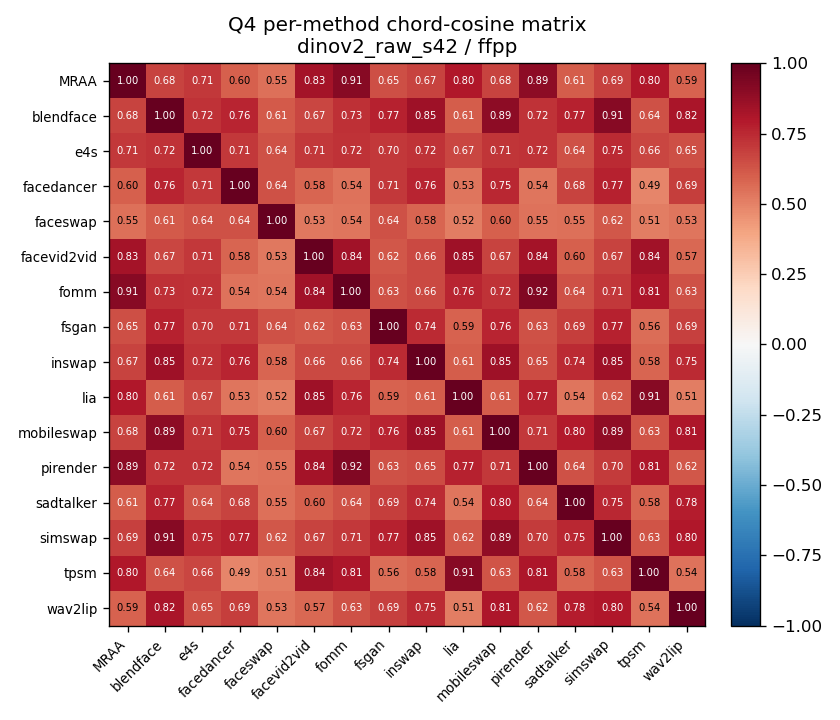 Q4 per-method chord-cosine matrix
dinov2_raw_s42 / ffpp
MRAA 1.00 0.68 0.71 0.60 0.55 0.83 0.91 0.65 0.67 0.80 0.68 0.89 0.61 0.69 0.80 0.59
blendface 0.68 1.00 0.72 0.76 0.61 0.67 0.73 0.77 0.85 0.61 0.89 0.72 0.77 0.91 0.64 0.82
e4s 0.71 0.72 1.00 0.71 0.64 0.71 0.72 0.70 0.72 0.67 0.71 0.72 0.64 0.75 0.66 0.65
facedancer 0.60 0.76 0.71 1.00 0.64 0.58 0.54 0.71 0.76 0.53 0.75 0.54 0.68 0.77 0.49 0.69
faceswap 0.55 0.61 0.64 0.64 1.00 0.53 0.54 0.64 0.58 0.52 0.60 0.55 0.55 0.62 0.51 0.53
facevid2vid 0.83 0.67 0.71 0.58 0.53 1.00 0.84 0.62 0.66 0.85 0.67 0.84 0.60 0.67 0.84 0.57
fomm 0.91 0.73 0.72 0.54 0.54 0.84 1.00 0.63 0.66 0.76 0.72 0.92 0.64 0.71 0.81 0.63
fsgan 0.65 0.77 0.70 0.71 0.64 0.62 0.63 1.00 0.74 0.59 0.76 0.63 0.69 0.77 0.56 0.69
inswap 0.67 0.85 0.72 0.76 0.58 0.66 0.66 0.74 1.00 0.61 0.85 0.65 0.74 0.85 0.58 0.75
lia 0.80 0.61 0.67 0.53 0.52 0.85 0.76 0.59 0.61 1.00 0.61 0.77 0.54 0.62 0.91 0.51
mobileswap 0.68 0.89 0.71 0.75 0.60 0.67 0.72 0.76 0.85 0.61 1.00 0.71 0.80 0.89 0.63 0.81
pirender 0.89 0.72 0.72 0.54 0.55 0.84 0.92 0.63 0.65 0.77 0.71 1.00 0.64 0.70 0.81 0.62
sadtalker 0.61 0.77 0.64 0.68 0.55 0.60 0.64 0.69 0.74 0.54 0.80 0.64 1.00 0.75 0.58 0.78
simswap 0.69 0.91 0.75 0.77 0.62 0.67 0.71 0.77 0.85 0.62 0.89 0.70 0.75 1.00 0.63 0.80
tpsm 0.80 0.64 0.66 0.49 0.51 0.84 0.81 0.56 0.58 0.91 0.63 0.81 0.58 0.63 1.00 0.54
wav2lip 0.59 0.82 0.65 0.69 0.53 0.57 0.63 0.69 0.75 0.51 0.81 0.62 0.78 0.80 0.54 1.00
MRAA
blendface
e4s
facedancer
faceswap
facevid2vid
fomm
fsgan
inswap
lia
mobileswap
pirender
sadtalker
simswap
tpsm
wav2lip
1.00
0.75
0.50
0.25
0.00
−0.25
−0.50
−0.75
−1.00